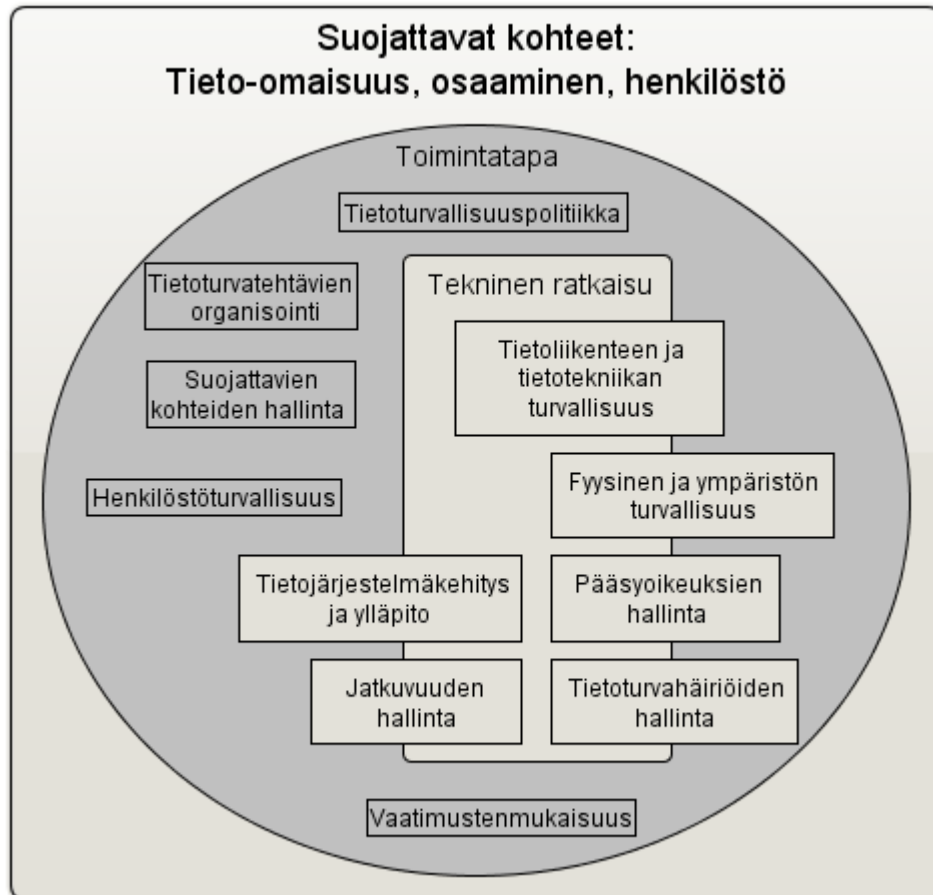 Suojattavat kohteet:
Tieto-omaisuus, osaaminen, henkilöstö
Toimintatapa
Tietoturvallisuuspolitiikka
Tietoturvatehtävien
organisointi
Tekninen ratkaisu
Tietoliikenteen ja
tietotekniikan
turvallisuus
Suojattavien
kohteiden hallinta
Henkilöstöturvallisuus
Fyysinen ja ympäristön
turvallisuus
Tietojärjestelmäkehitys
ja ylläpito
Pääsyoikeuksien
hallinta
Jatkuvuuden
hallinta
Tietoturvahäiriöiden
hallinta
Vaatimustenmukaisuus